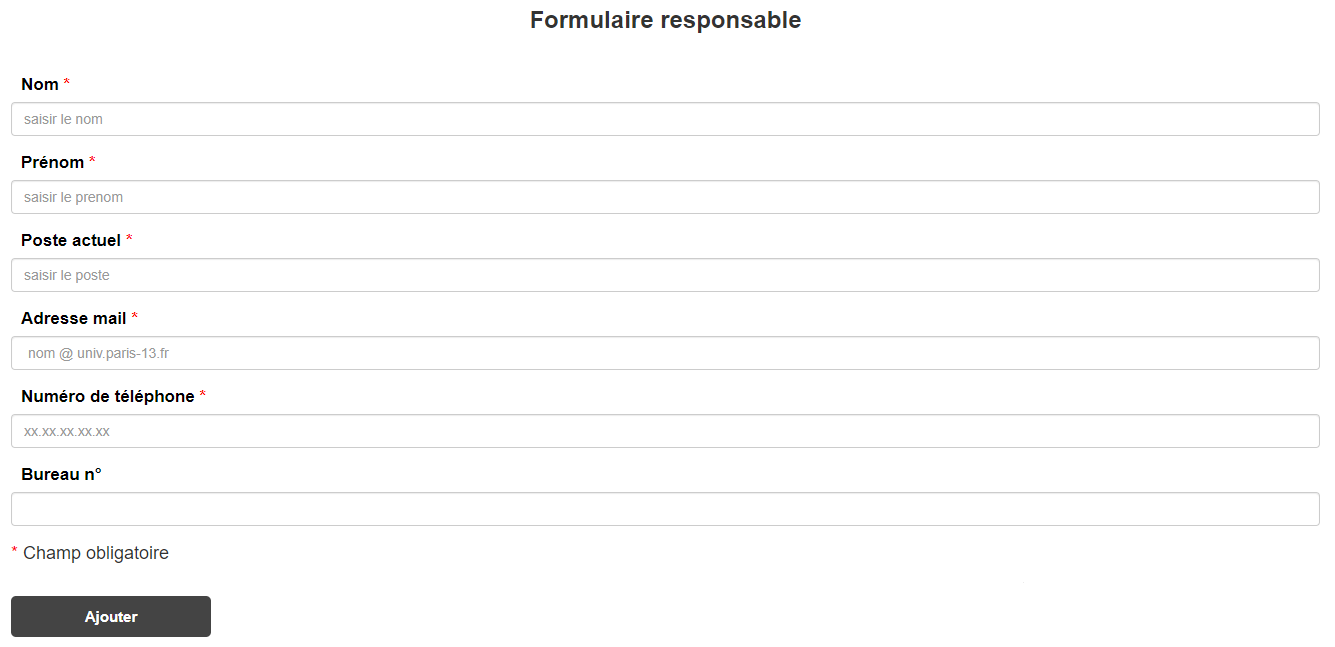 Formulaire responsable
Nom *
saisir le nom
Prénom *
saisir le prenom
Poste actuel *
saisir le poste
Adresse mail *
nom @ univ.paris-13.fr
Numéro de téléphone *
xx.xx.xx.xx.xx
Bureau n°
* Champ obligatoire
Ajouter